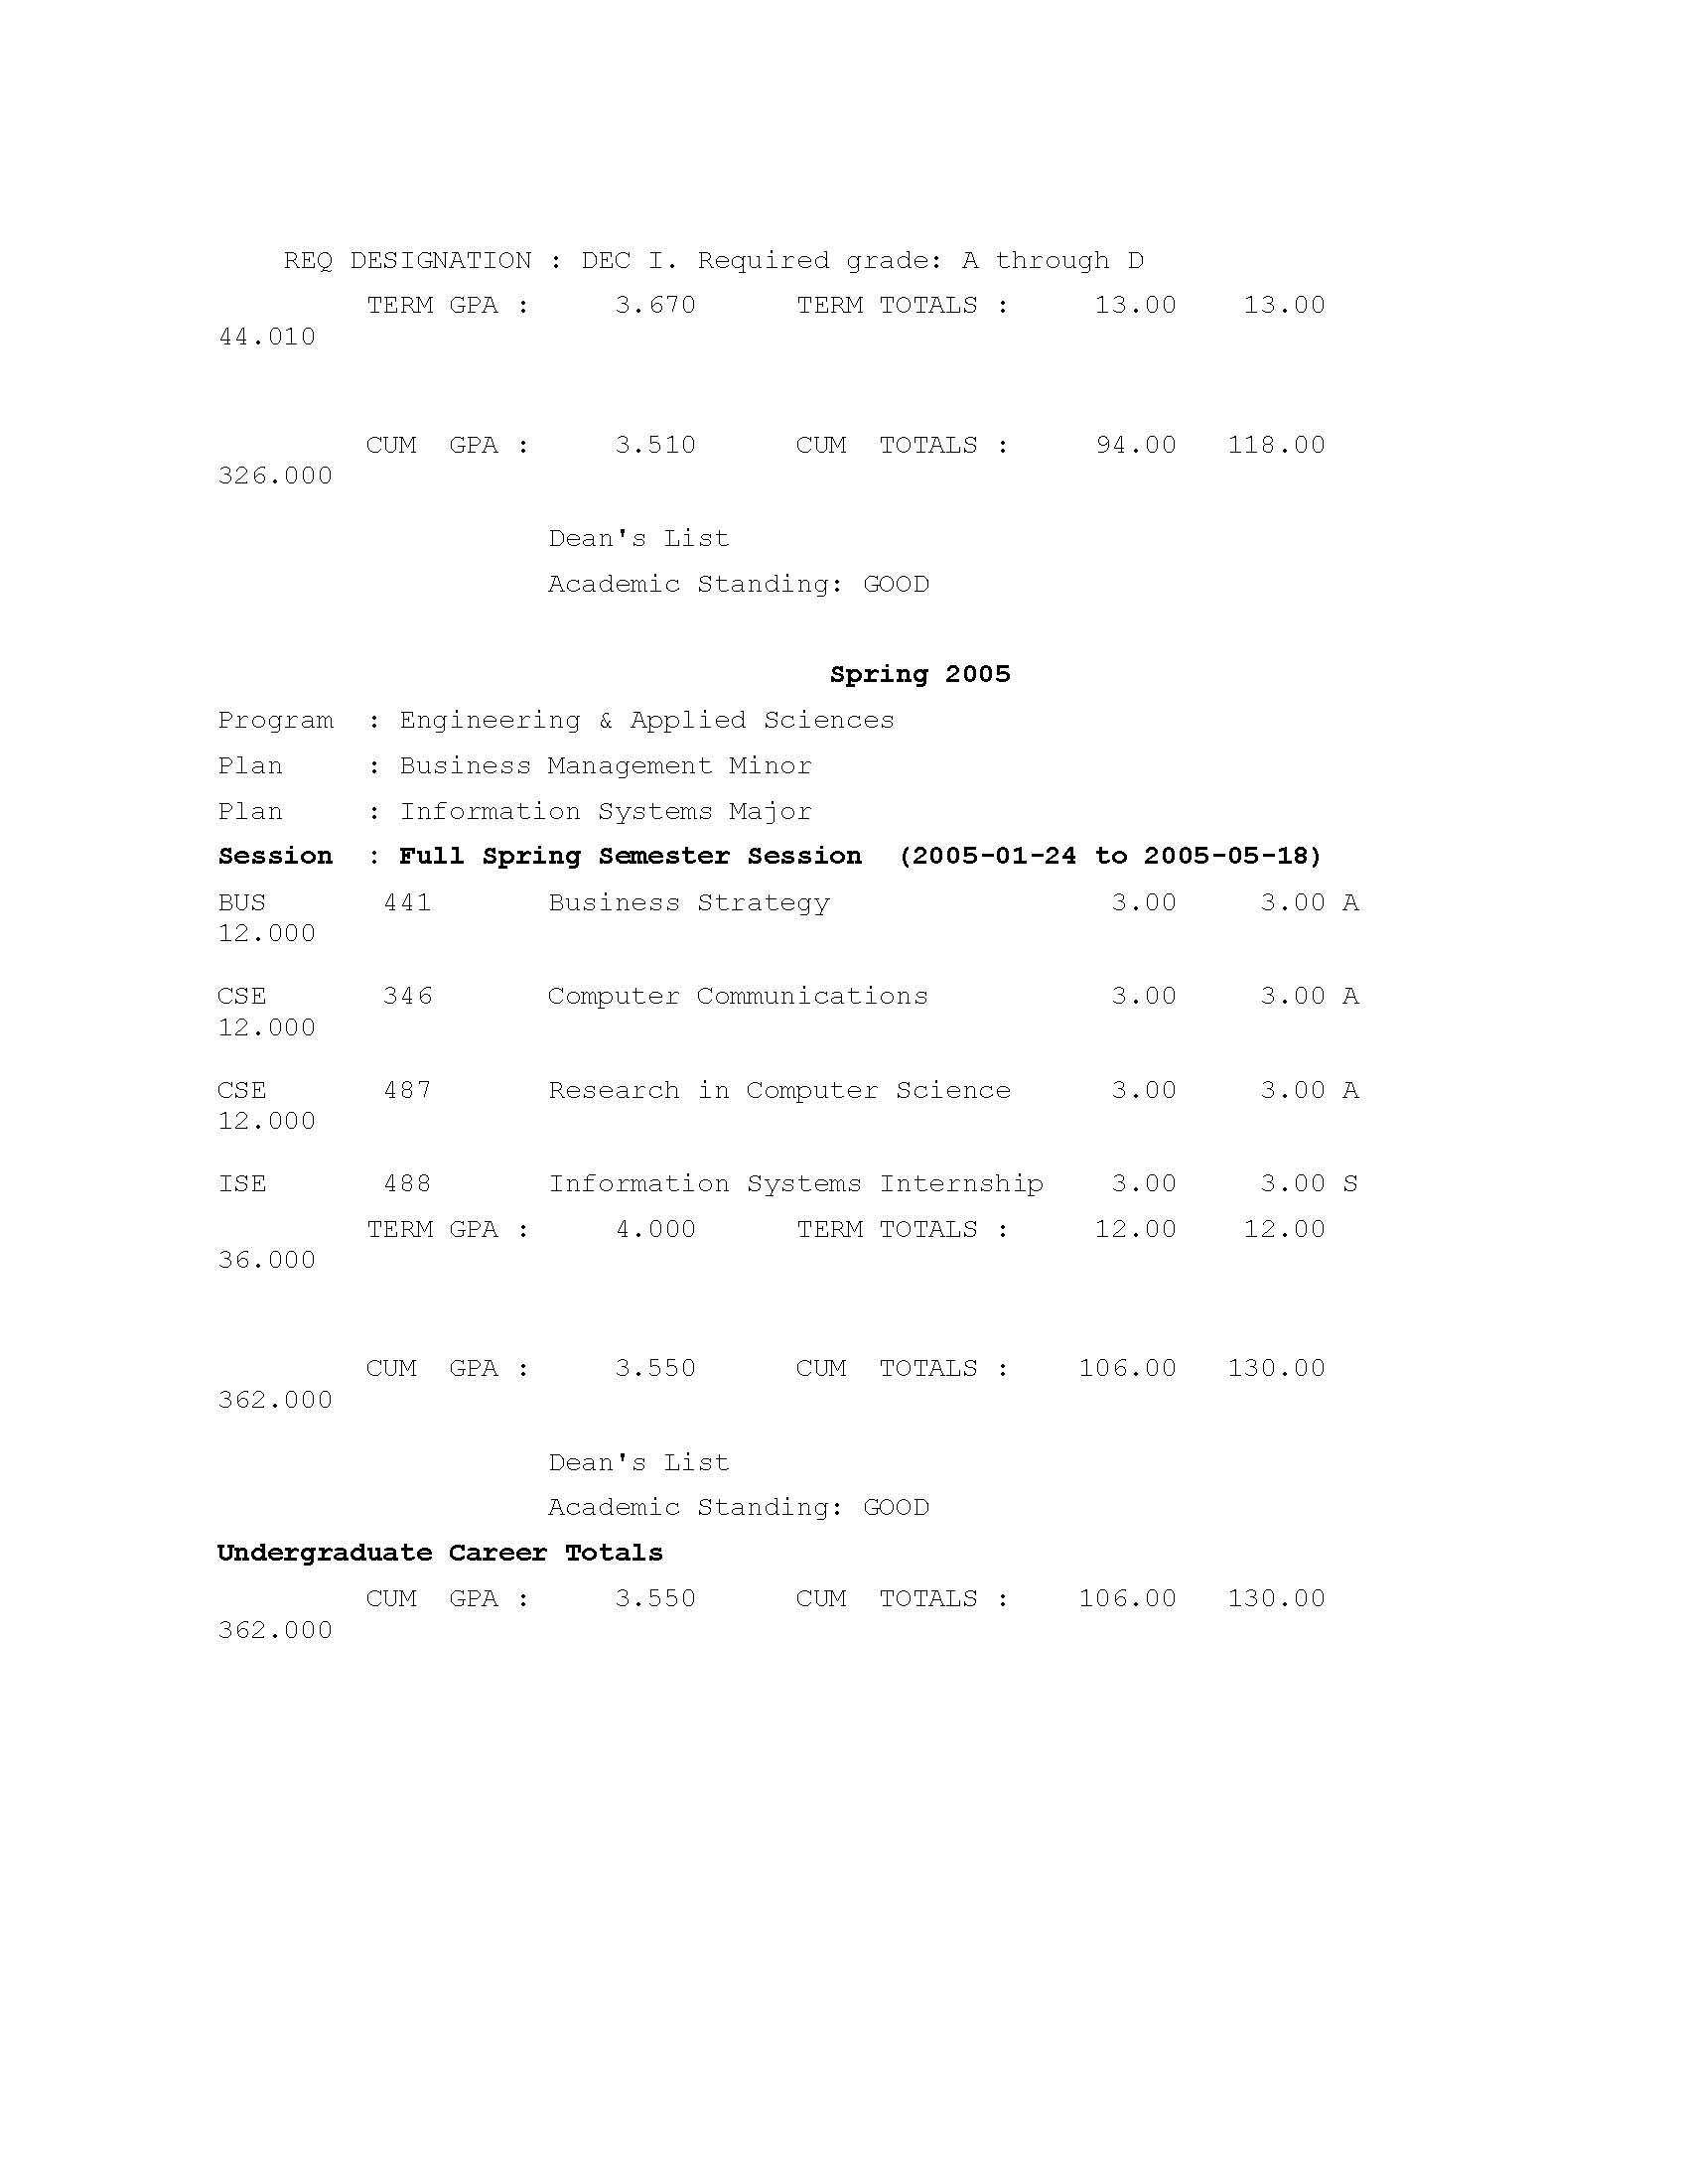 REQ DESIGNATION : DEC I. Required grade: A through D
TERM GPA : 3.670 TERM TOTALS : 13.00 13.00
44.010
CUM GPA : 3.510 CUM TOTALS : 94.00 118.00
326.000
Dean's List
Academic Standing: GOOD
Spring 2005
Program : Engineering & Applied Sciences
Plan : Business Management Minor
Plan : Information Systems Major
Session : Full Spring Semester Session (2005-01-24 to 2005-05-18)
BUS 441 Business Strategy 3.00 3.00 A
12.000
CSE 346 Computer Communications 3.00 3.00 A
12.000
CSE 487 Research in Computer Science 3.00 3.00 A
12.000
ISE 488 Information Systems Internship 3.00 3.00 S
TERM GPA : 4.000 TERM TOTALS : 12.00 12.00
36.000
CUM GPA : 3.550 CUM TOTALS : 106.00 130.00
362.000
Dean's List
Academic Standing: GOOD
Undergraduate Career Totals
CUM GPA : 3.550 CUM TOTALS : 106.00 130.00
362.000